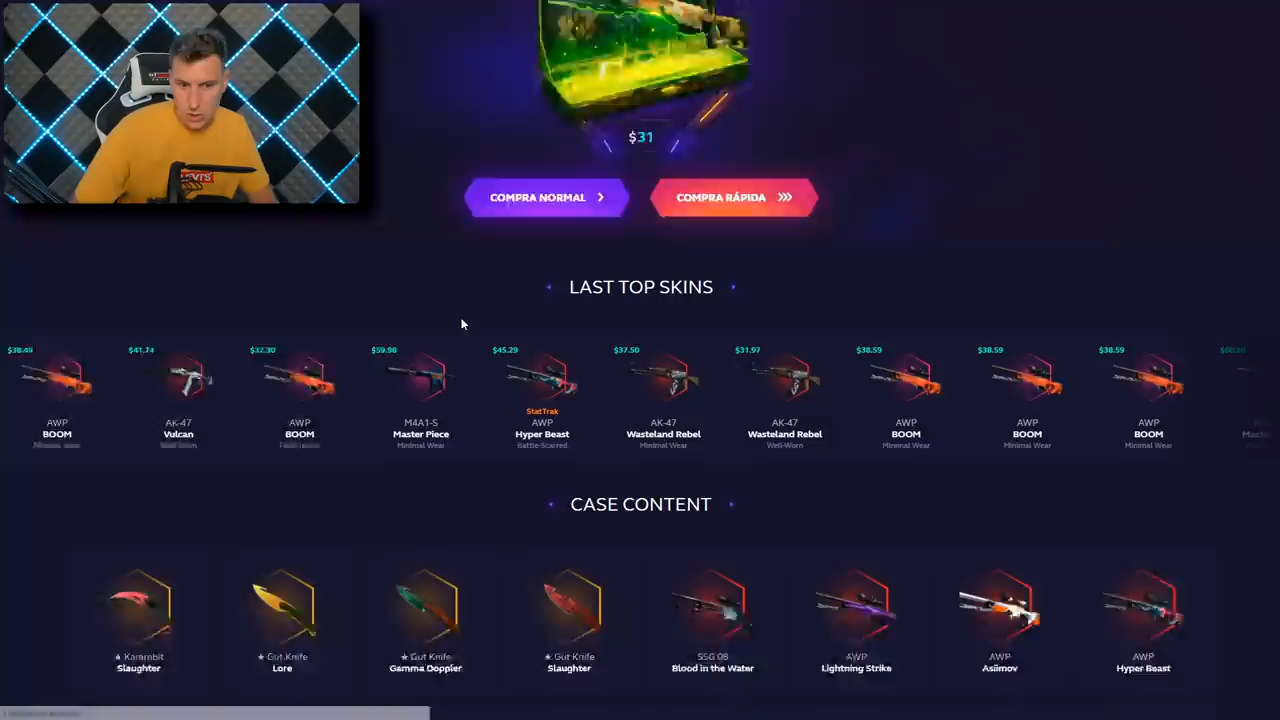 $31
COMPRA NORMAL
COMPRA RÁPIDA
LEVI'S
LAST TOP SKINS
$38.49 $41.74 $32.30 $59.98 $45.29 $37.50 $31.97 $38.59 $38.59 $38.59
StatTrak
AWP AK-47 AWP M4A1-S AWP AK-47 AK-47 AWP AWP AWP
BOOM Vulcan BOOM Master Piece Hyper Beast Wasteland Rebel Wasteland Rebel BOOM BOOM BOOM
Minimal Wear Minimal Wear Battle-Scarred Minimal Wear Well-Worn Minimal Wear Minimal Wear Minimal Wear
CASE CONTENT
★ Karambit ★ Gut Knife ★ Gut Knife ★ Gut Knife SSG 08 AWP AWP AWP
Slaughter Lore Gamma Doppler Slaughter Blood in the Water Lightning Strike Asiimov Hyper Beast